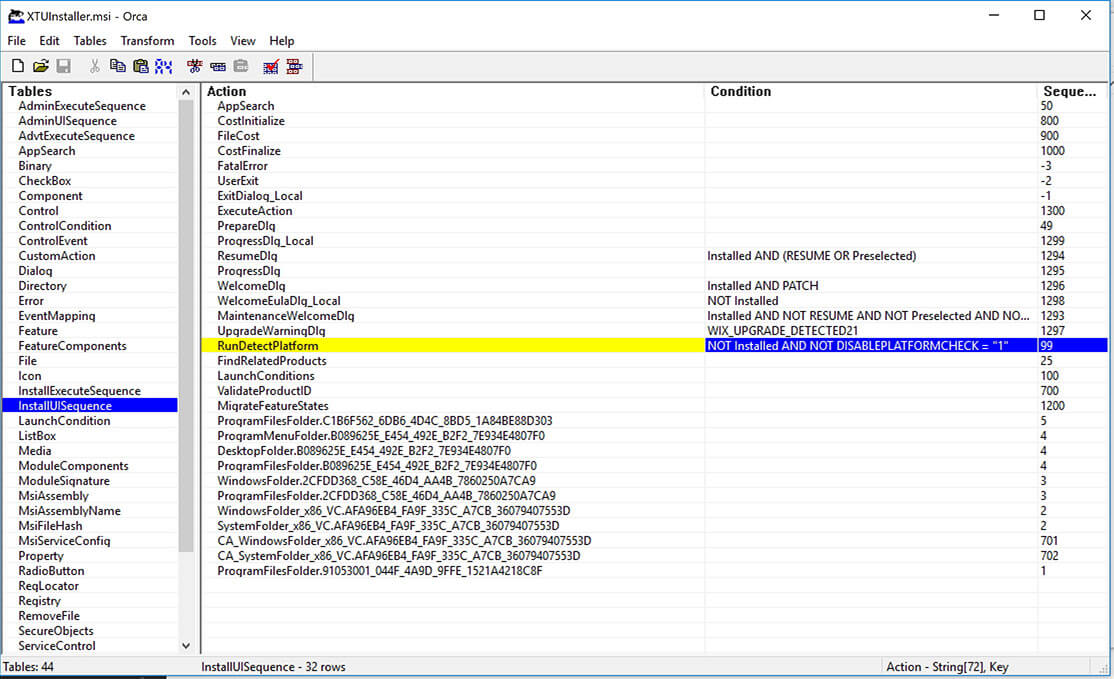 XTUInstaller.msi - Orca
File Edit Tables Transform Tools View Help
Tables
AdminExecuteSequence
AdminUISequence
AdvtExecuteSequence
AppSearch
Binary
CheckBox
Component
Control
ControlCondition
ControlEvent
CustomAction
Dialog
Directory
Error
EventMapping
Feature
FeatureComponents
File
Icon
InstallExecuteSequence
InstallUISequence
LaunchCondition
ListBox
Media
ModuleComponents
ModuleSignature
MsiAssembly
MsiAssemblyName
MsiFileHash
MsiServiceConfig
Property
RadioButton
ReqLocator
Registry
RemoveFile
SecureObjects
ServiceControl
Action Condition Seque...
AppSearch 50
CostInitialize 800
FileCost 900
CostFinalize 1000
FatalError -3
UserExit -2
ExitDialog_Local -1
ExecuteAction 1300
PrepareDlg 49
ProgressDlg_Local 1299
ResumeDlg Installed AND (RESUME OR Preselected) 1294
ProgressDlg 1295
WelcomeDlg Installed AND PATCH 1296
WelcomeEulaDlg_Local NOT Installed 1298
MaintenanceWelcomeDlg Installed AND NOT RESUME AND NOT Preselected AND NO... 1293
UpgradeWarningDlg WIX_UPGRADE_DETECTED21 1297
RunDetectPlatform NOT Installed AND NOT DISABLEPLATFORMCHECK = "1" 99
FindRelatedProducts 25
LaunchConditions 100
ValidateProductID 700
MigrateFeatureStates 1200
ProgramFilesFolder.C1B6F562_6DB6_4D4C_8BD5_1A84BE88D303 5
ProgramMenuFolder.B089625E_E454_492E_B2F2_7E934E4807F0 4
DesktopFolder.B089625E_E454_492E_B2F2_7E934E4807F0 4
ProgramFilesFolder.B089625E_E454_492E_B2F2_7E934E4807F0 4
WindowsFolder.2CFDD368_C58E_46D4_AA4B_7860250A7CA9 3
ProgramFilesFolder.2CFDD368_C58E_46D4_AA4B_7860250A7CA9 3
WindowsFolder_x86_VC.AFA96EB4_FA9F_335C_A7CB_36079407553D 2
SystemFolder_x86_VC.AFA96EB4_FA9F_335C_A7CB_36079407553D 2
CA_WindowsFolder_x86_VC.AFA96EB4_FA9F_335C_A7CB_36079407553D 701
CA_SystemFolder_x86_VC.AFA96EB4_FA9F_335C_A7CB_36079407553D 702
ProgramFilesFolder.91053001_044F_4A9D_9FFE_1521A4218C8F 1
Tables: 44 InstallUISequence - 32 rows Action - String[72], Key